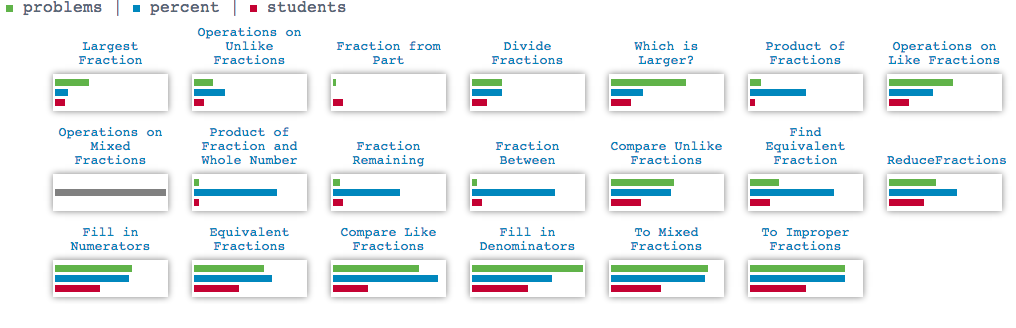 problems | percent | students
Largest
Fraction
Operations on
Unlike
Fractions
Fraction from
Part
Divide
Fractions
Which is
Larger?
Product of
Fractions
Operations on
Like Fractions
Operations on
Mixed
Fractions
Product of
Fraction and
Whole Number
Fraction
Remaining
Fraction
Between
Compare Unlike
Fractions
Find
Equivalent
Fraction
ReduceFractions
Fill in
Numerators
Equivalent
Fractions
Compare Like
Fractions
Fill in
Denominators
To Mixed
Fractions
To Improper
Fractions